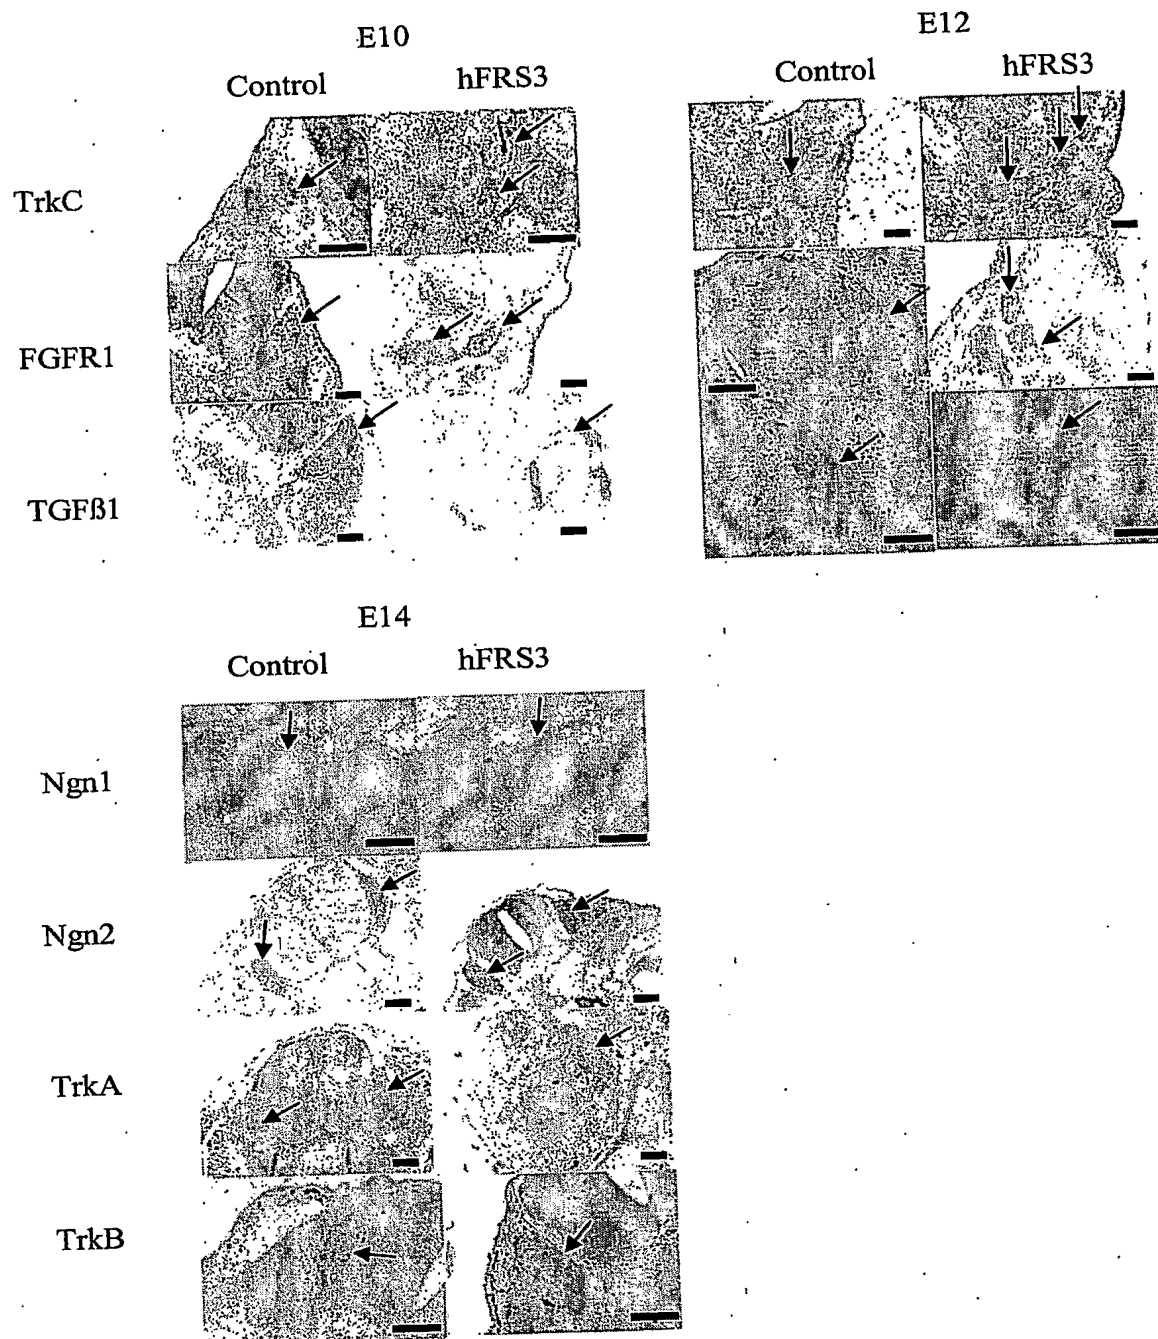 E10
E12
Control hFRS3
Control hFRS3
TrkC
FGFR1
TGFß1
E14
Control hFRS3
Ngn1
Ngn2
TrkA
TrkB